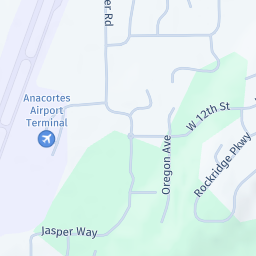 er Rd
Anacortes
Airport
Terminal
W 12th St
Oregon Ave
Rockridge Pkwy
Jasper Way